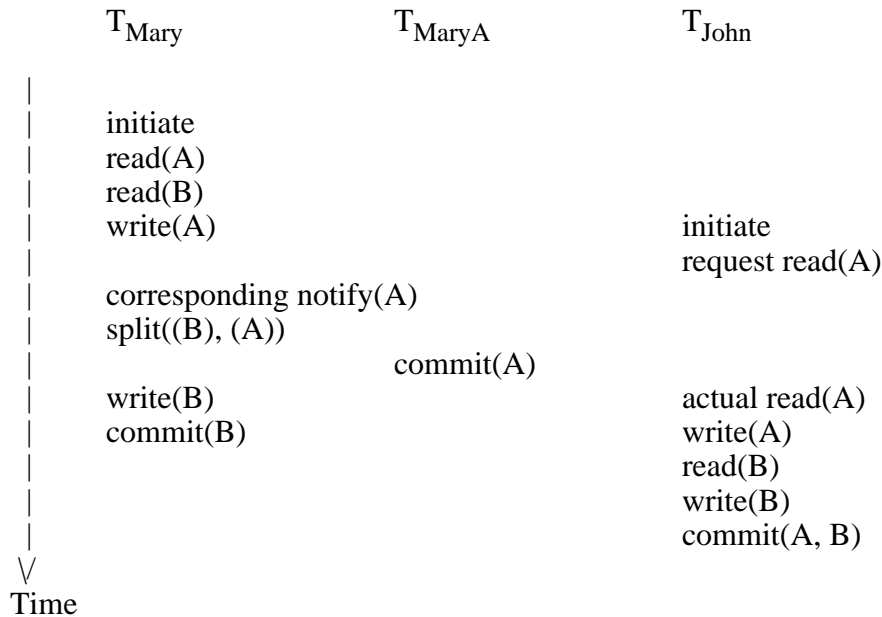 T_Mary T_MaryA T_John
initiate
read(A)
read(B)
write(A) initiate
request read(A)
corresponding notify(A)
split((B), (A))
commit(A)
write(B) actual read(A)
commit(B) write(A)
read(B)
write(B)
commit(A, B)
Time